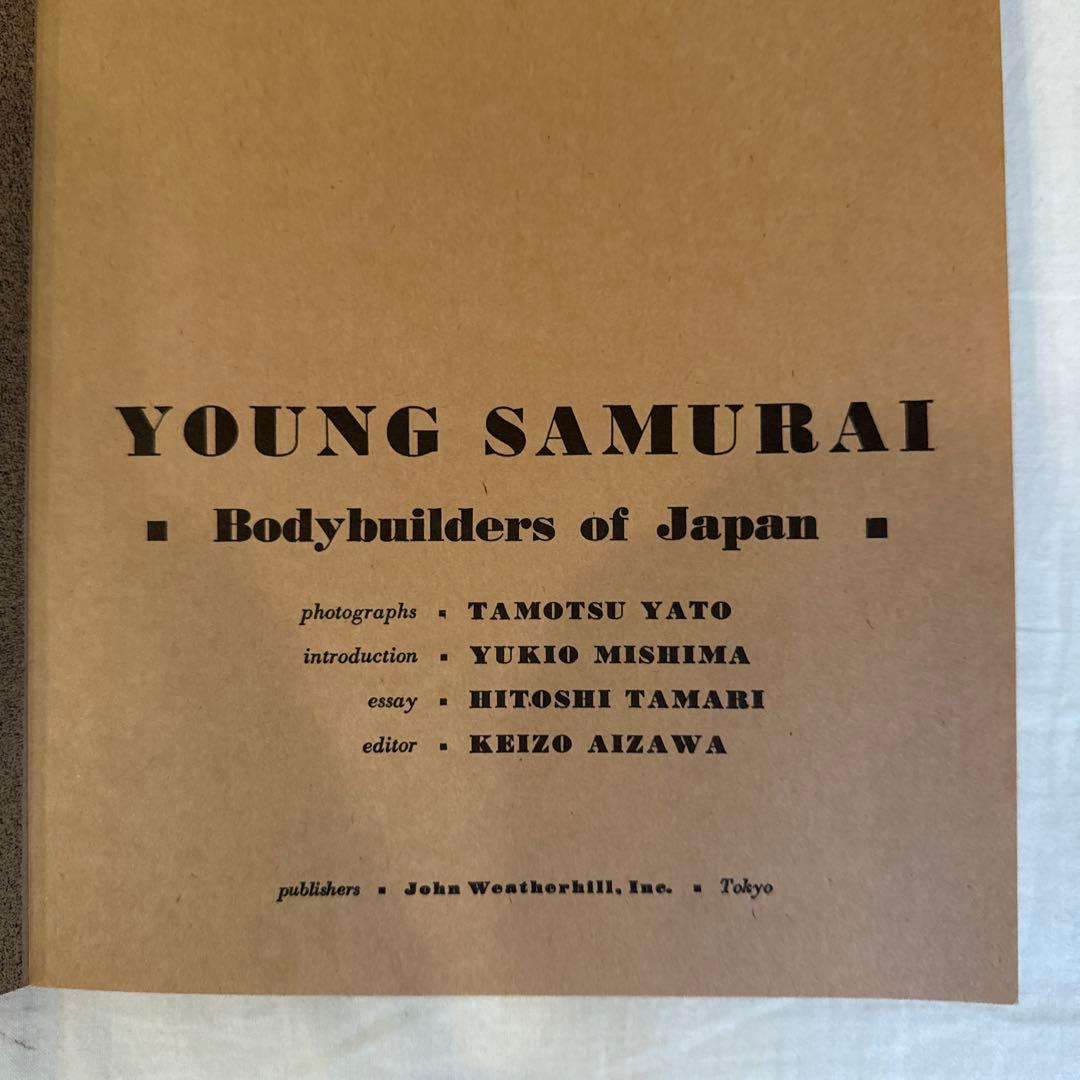 YOUNG SAMURAI
▪ Bodybuilders of Japan ▪
photographs ▪ TAMOTSU YATO
introduction ▪ YUKIO MISHIMA
essay ▪ HITOSHI TAMARI
editor ▪ KEIZO AIZAWA
publishers ▪ John Weatherhill, Inc. ▪ Tokyo